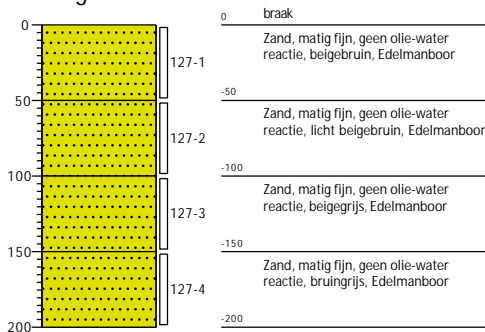 0
50
100
150
200
127-1
127-2
127-3
127-4
0 braak
Zand, matig fijn, geen olie-water
reactie, beigebruin, Edelmanboor
-50
Zand, matig fijn, geen olie-water
reactie, licht beigebruin, Edelmanboor
-100
Zand, matig fijn, geen olie-water
reactie, beigegrijs, Edelmanboor
-150
Zand, matig fijn, geen olie-water
reactie, bruingrijs, Edelmanboor
-200